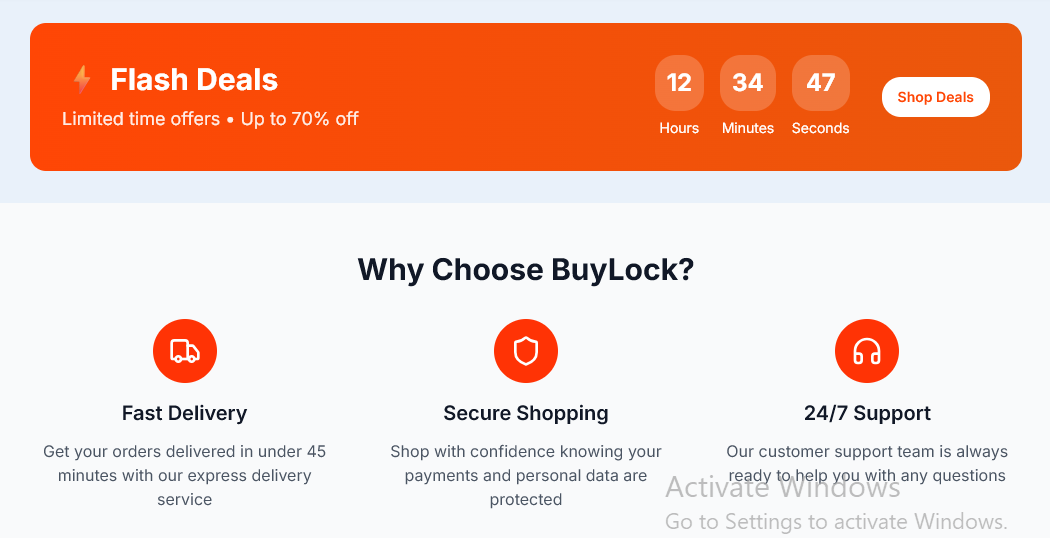 Flash Deals
Limited time offers • Up to 70% off
12 34 47
Hours Minutes Seconds
Shop Deals
Why Choose BuyLock?
Fast Delivery
Get your orders delivered in under 45
minutes with our express delivery
service
Secure Shopping
Shop with confidence knowing your
payments and personal data are
protected
24/7 Support
Our customer support team is always
ready to help you with any questions
Activate Windows
Go to Settings to activate Windows.